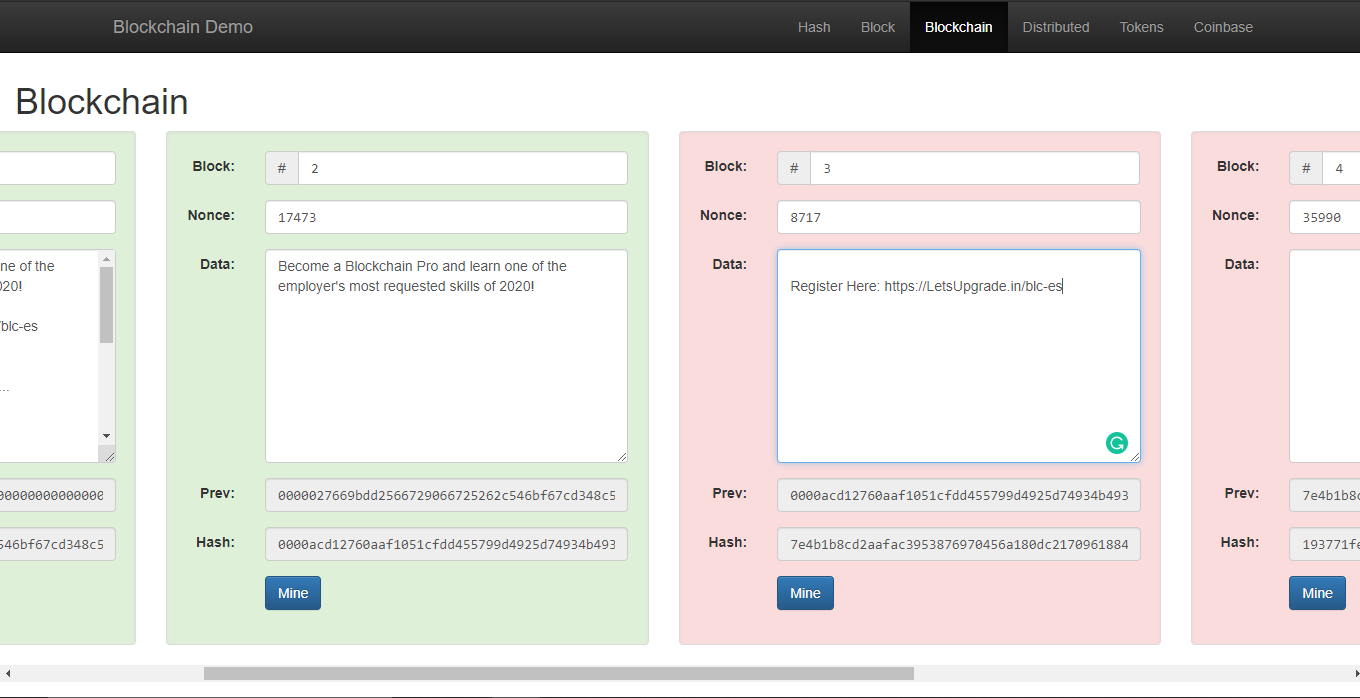 Blockchain Demo
Hash Block Blockchain Distributed Tokens Coinbase
Blockchain
ne of the
020!
/blc-es
...
00000000000000
546bf67cd348c5
Block: # 2
Nonce: 17473
Data: Become a Blockchain Pro and learn one of the
employer's most requested skills of 2020!
Prev: 0000027669bdd2566729066725262c546bf67cd348c5
Hash: 0000acd12760aaf1051cfdd455799d4925d74934b493
Mine
Block: # 3
Nonce: 8717
Data:
Register Here: https://LetsUpgrade.in/blc-es
Prev: 0000acd12760aaf1051cfdd455799d4925d74934b493
Hash: 7e4b1b8cd2aafac3953876970456a180dc2170961884
Mine
Block: # 4
Nonce: 35990
Data:
Prev: 7e4b1b8c
Hash: 193771fe
Mine